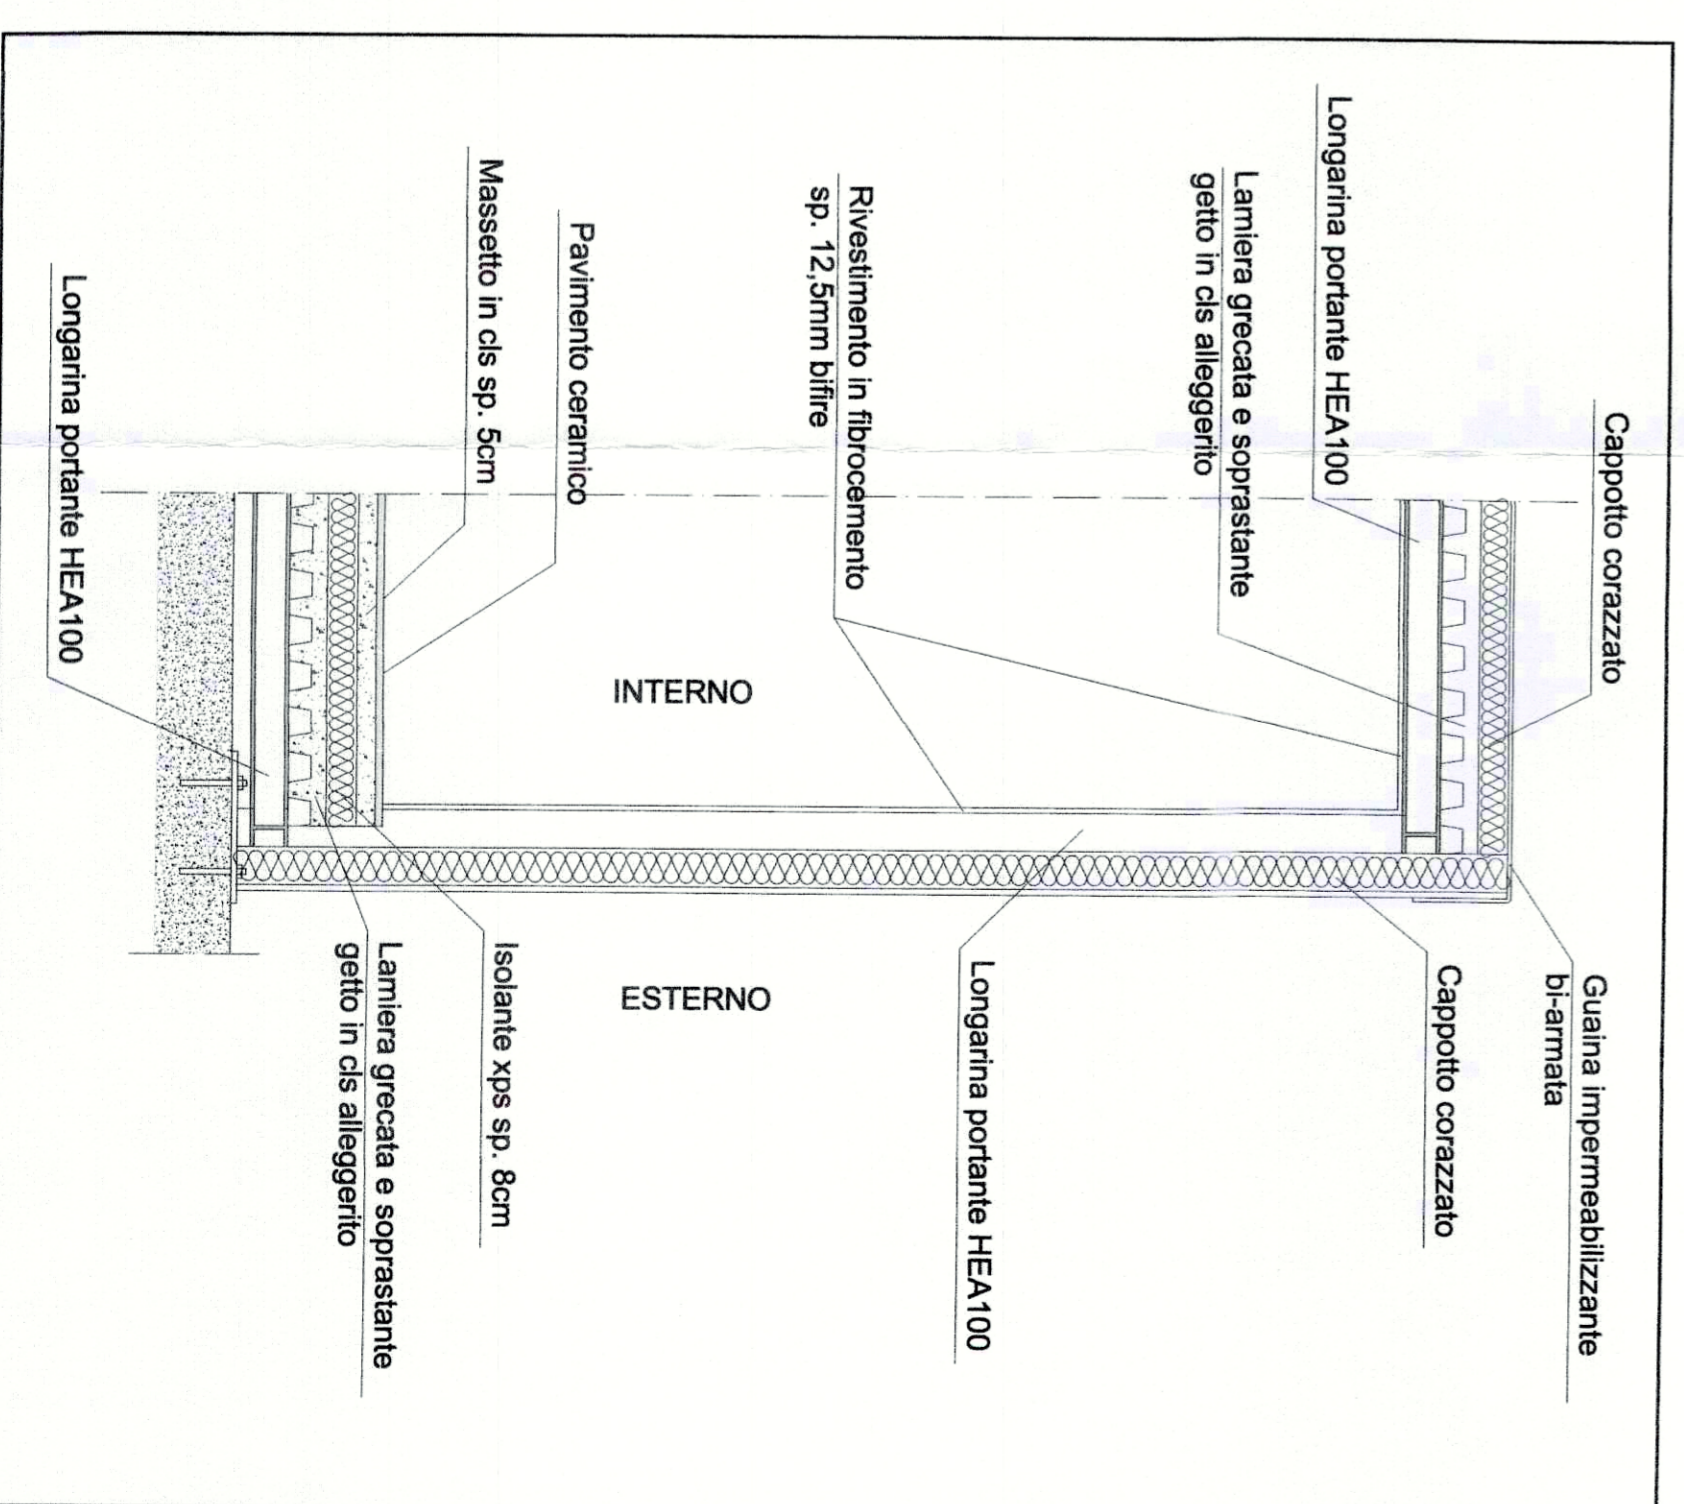 Cappotto corazzzato
Longarina portante HEA100
Lamiera grecata e soprastante
getto in cls alleggerito
Rivestimento in fibrocemento
sp. 12,5mm bifire
Pavimento ceramico
Massetto in cls sp. 5cm
Longarina portante HEA100
INTERNO
ESTERNO
Guaina impermeabilizzante
bi-armata
Cappotto corazzato
Longarina portante HEA100
Isolante xps sp. 8cm
Lamiera grecata e soprastante
getto in cls alleggerito